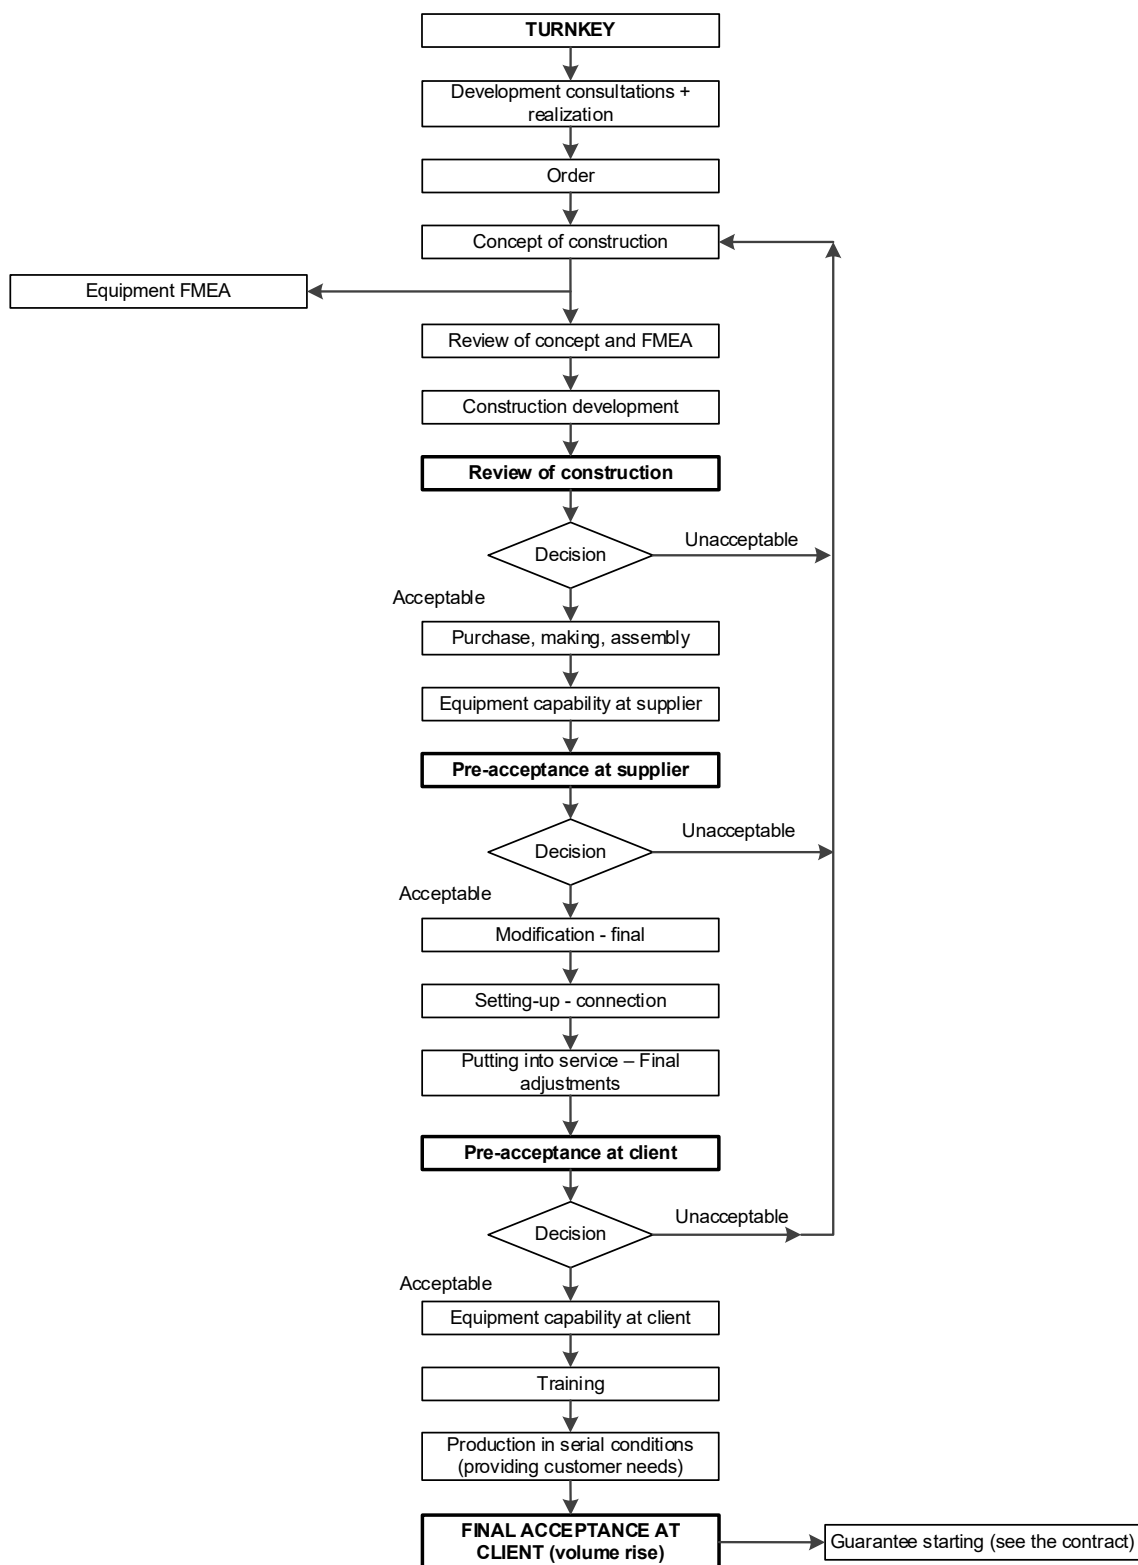 TURNKEY
Development consultations +
realization
Order
Concept of construction
Equipment FMEA
Review of concept and FMEA
Construction development
Review of construction
Decision
Unacceptable
Acceptable
Purchase, making, assembly
Equipment capability at supplier
Pre-acceptance at supplier
Decision
Unacceptable
Acceptable
Modification - final
Setting-up - connection
Putting into service – Final
adjustments
Pre-acceptance at client
Decision
Unacceptable
Acceptable
Equipment capability at client
Training
Production in serial conditions
(providing customer needs)
FINAL ACCEPTANCE AT
CLIENT (volume rise)
Guarantee starting (see the contract)